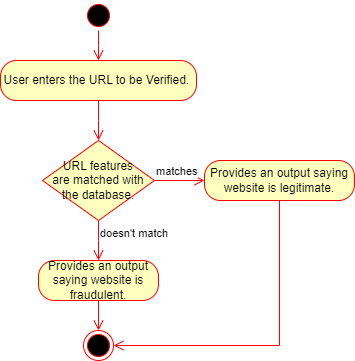 User enters the URL to be Verified.
URL features
are matched with
the database.
matches
Provides an output saying
website is legitimate.
doesn't match
Provides an output
saying website is
fraudulent.